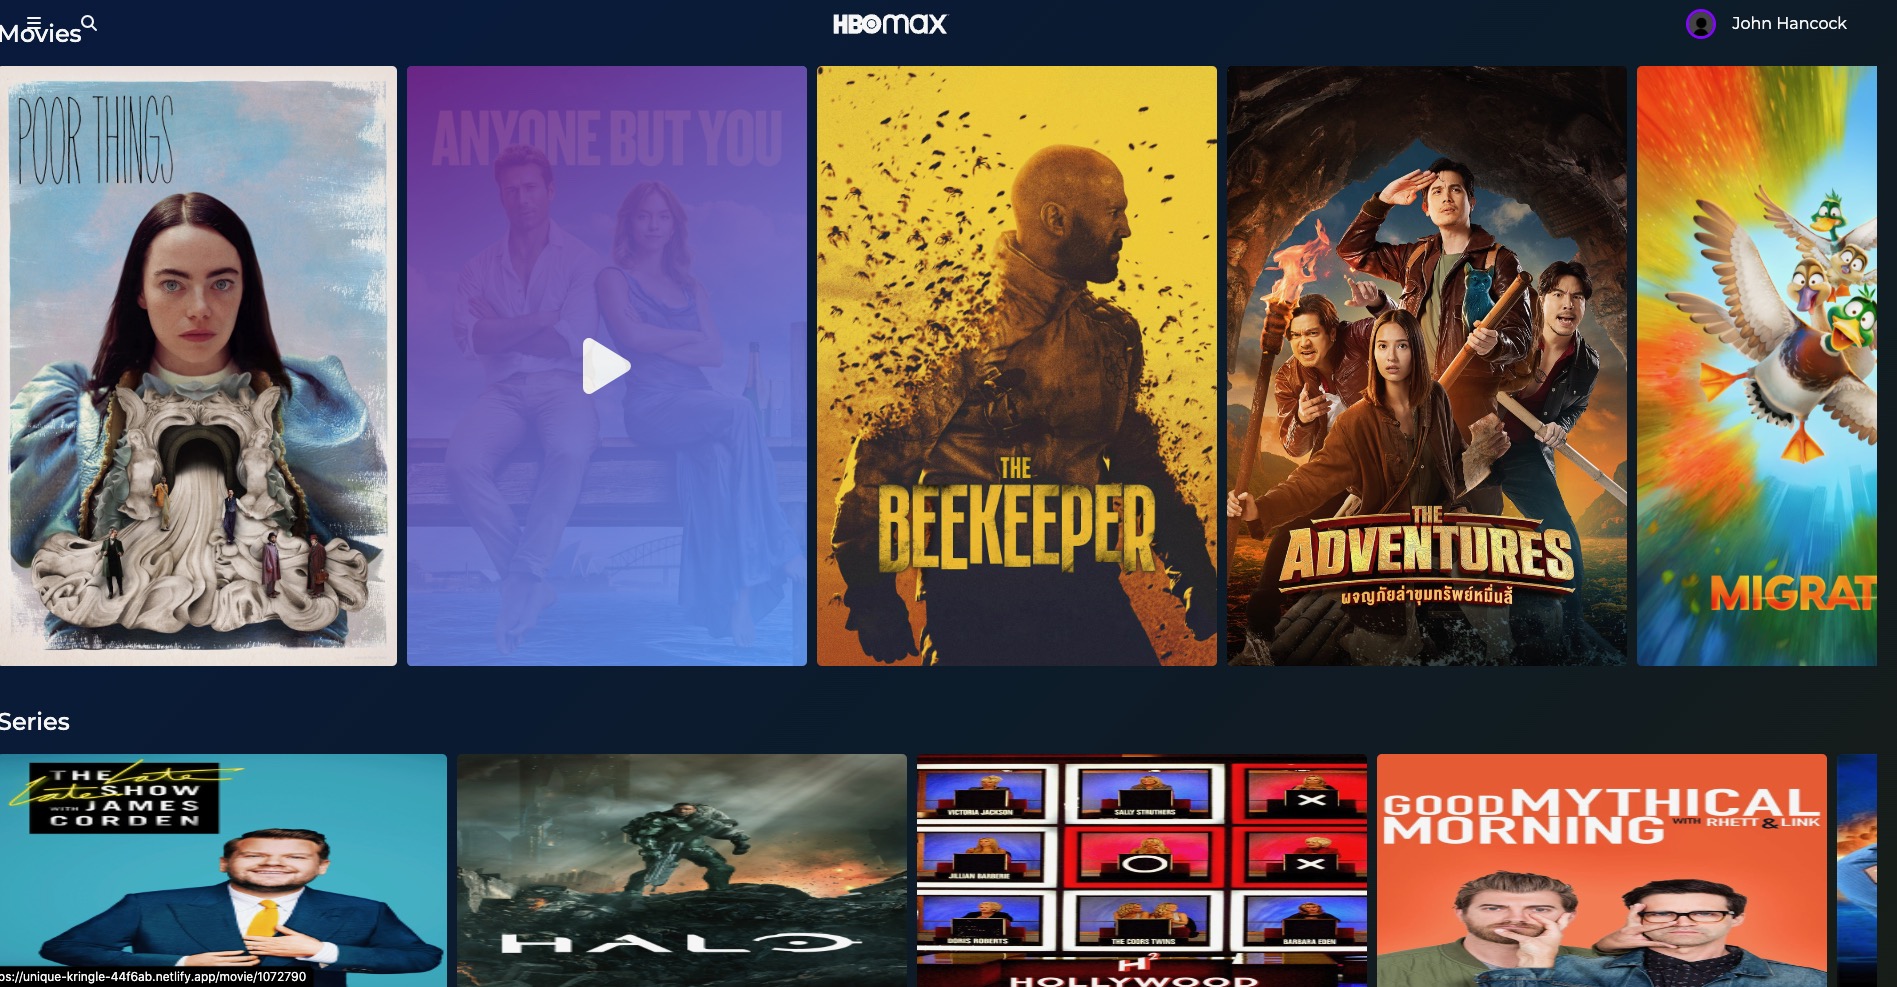 Movies
HBOmax
John Hancock
POOR THINGS
ANYONE BUT YOU
THE
BEEKEEPER
THE
ADVENTURES
ผจญภัยล่าขุมทรัพย์หมื่นลี้
MIGRAT
Series
THE Late
Late SHOW
WITH JAMES
CORDEN
HALO
VICTORIA JACKSON
SALLY STRUTHERS
X
JILLIAN BARBERIE
O
X
DORIS ROBERTS
THE COORS TWINS
BARBARA EDEN
H²
HOLLYWOOD
GOOD MYTHICAL
MORNING WITH RHETT & LINK
ps://unique-kringle-44f6ab.netlify.app/movie/1072790